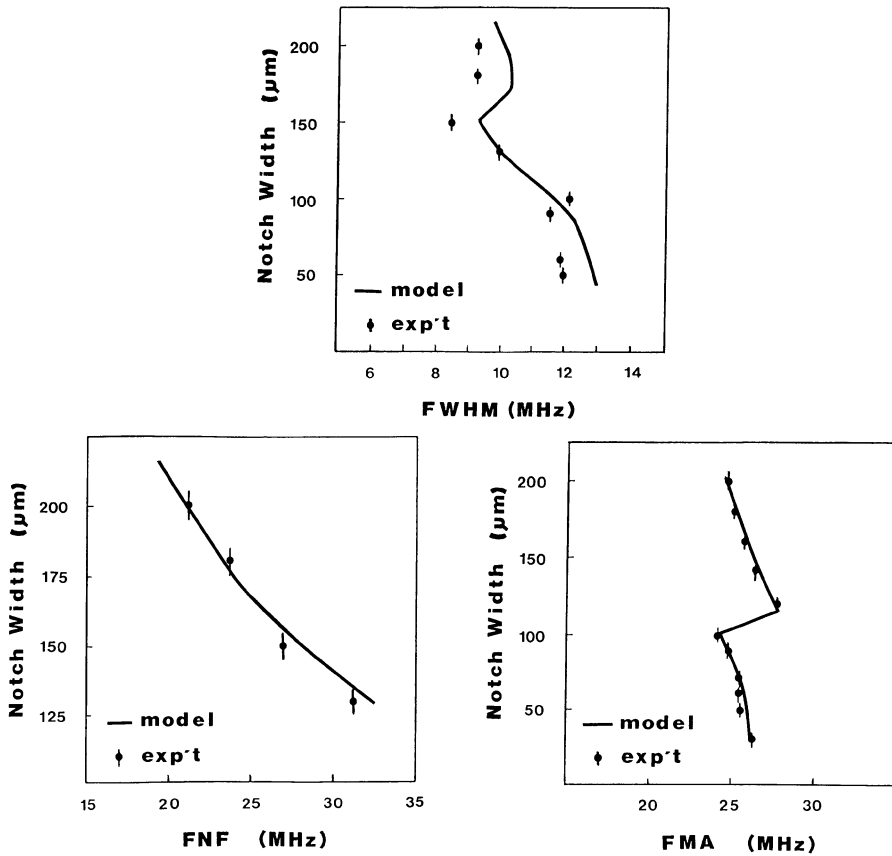 Notch Width (µm)
200
150
100
50
model
exp't
6
8
10
12
14
FWHM (MHz)
Notch Width (µm)
200
175
150
125
model
exp't
15
20
25
30
35
FNF (MHz)
Notch Width (µm)
200
150
100
50
model
exp't
20
25
30
FMA (MHz)